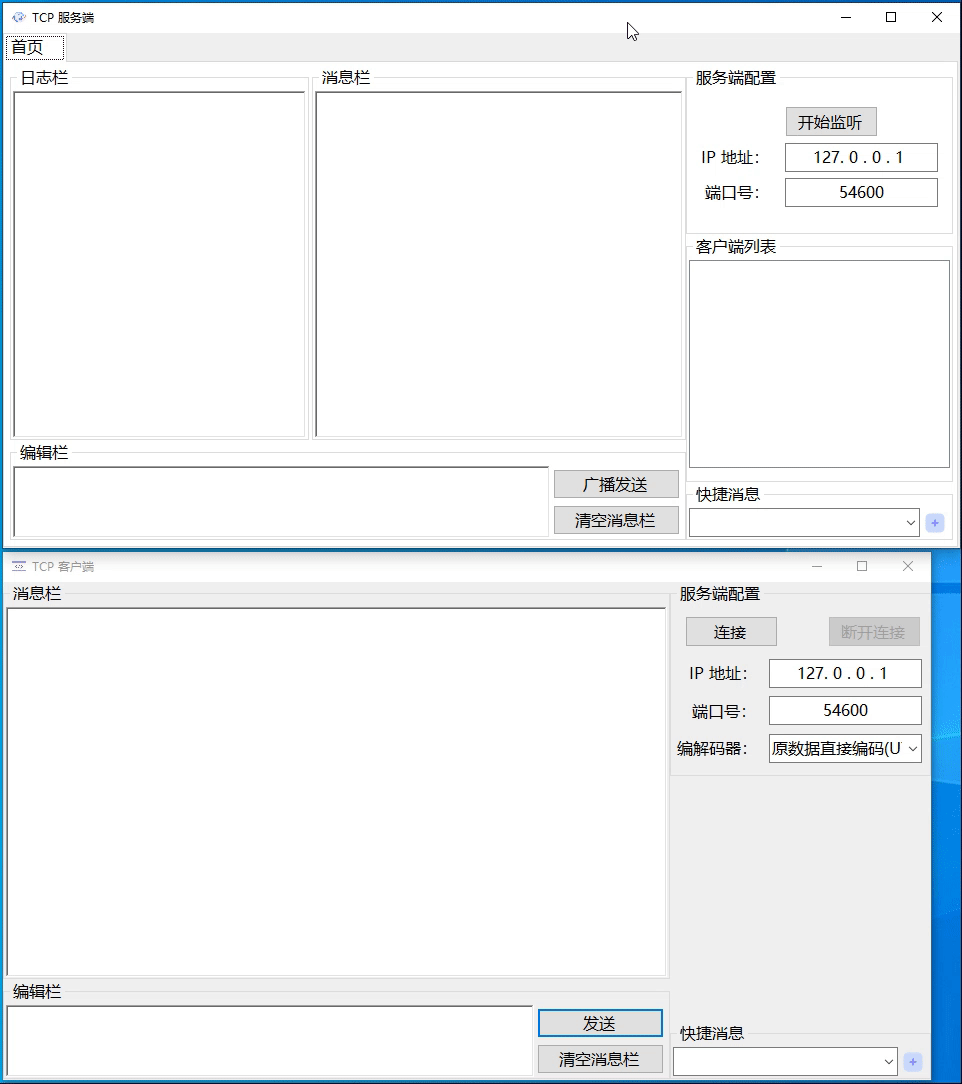 TCP 服务端
首页
日志栏
消息栏
服务端配置
开始监听
IP 地址：
127. 0 . 0 . 1
端口号：
54600
客户端列表
编辑栏
广播发送
清空消息栏
快捷消息
+
TCP 客户端
消息栏
服务端配置
连接
断开连接
IP 地址：
127. 0 . 0 . 1
端口号：
54600
编解码器：
原数据直接编码(U
编辑栏
发送
清空消息栏
快捷消息
+